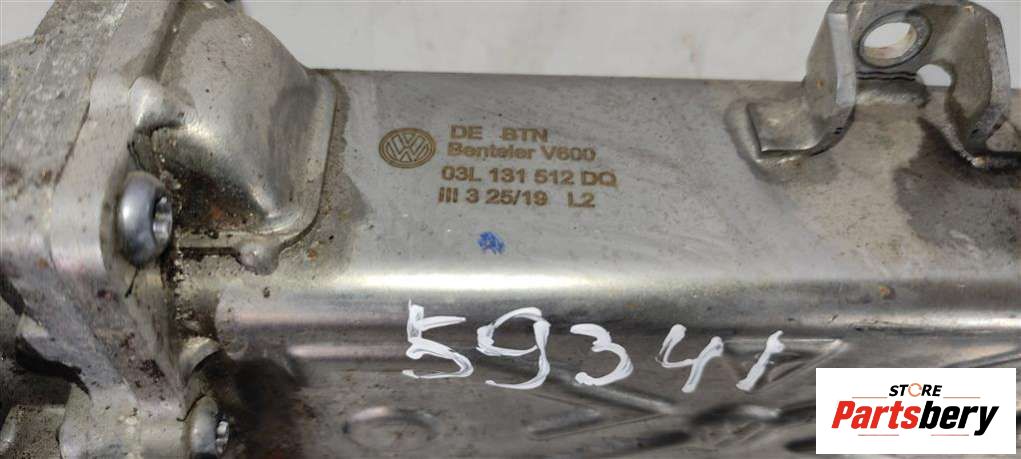 DE BTN
Benteler V600
03L 131 512 DQ
III 3 25/19 L2
59341
STORE
Partsbery